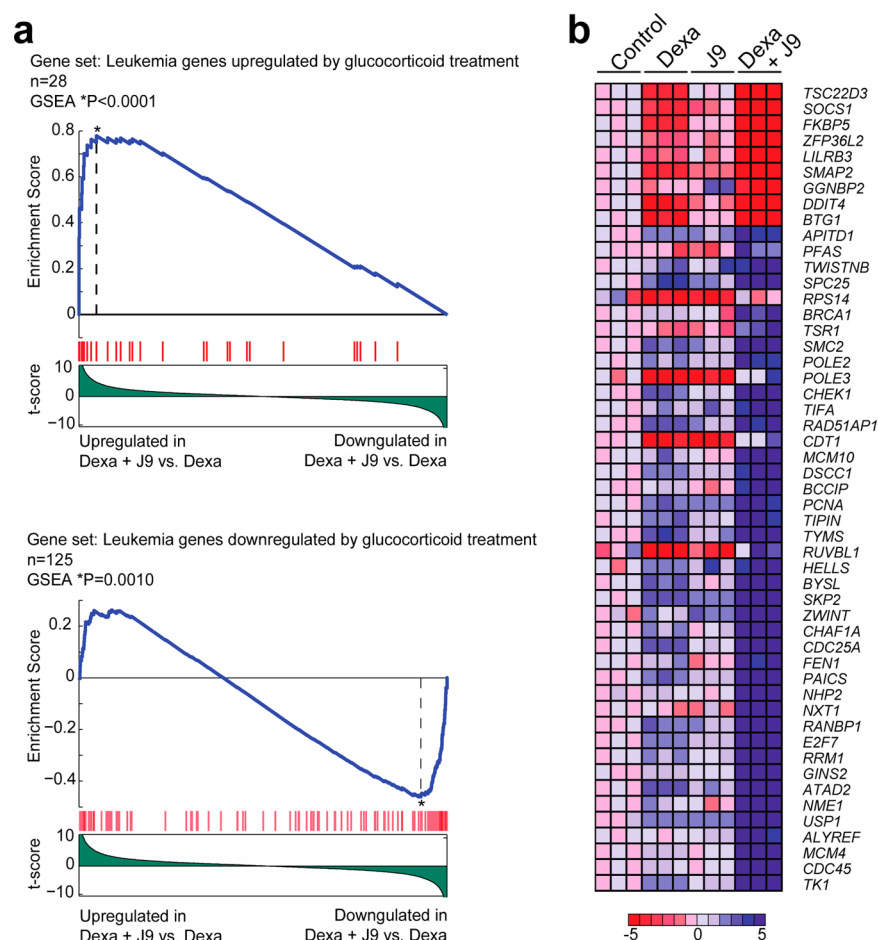 a
Gene set: Leukemia genes upregulated by glucocorticoid treatment
n=28
GSEA *P<0.0001
0.8
0.6
0.4
0.2
0
Enrichment Score
*
10
0
−10
t-score
Upregulated in
Dexa + J9 vs. Dexa
Downgulated in
Dexa + J9 vs. Dexa
Gene set: Leukemia genes downregulated by glucocorticoid treatment
n=125
GSEA *P=0.0010
0.2
0
−0.2
−0.4
Enrichment Score
*
10
0
−10
t-score
Upregulated in
Dexa + J9 vs. Dexa
Downgulated in
Dexa + J9 vs. Dexa
b
Control
Dexa
J9
Dexa
+ J9
TSC22D3
SOCS1
FKBP5
ZFP36L2
LILRB3
SMAP2
GGNBP2
DDIT4
BTG1
APITD1
PFAS
TWISTNB
SPC25
RPS14
BRCA1
TSR1
SMC2
POLE2
POLE3
CHEK1
TIFA
RAD51AP1
CDT1
MCM10
DSCC1
BCCIP
PCNA
TIPIN
TYMS
RUVBL1
HELLS
BYSL
SKP2
ZWINT
CHAF1A
CDC25A
FEN1
PAICS
NHP2
NXT1
RANBP1
E2F7
RRM1
GINS2
ATAD2
NME1
USP1
ALYREF
MCM4
CDC45
TK1
-5
0
5